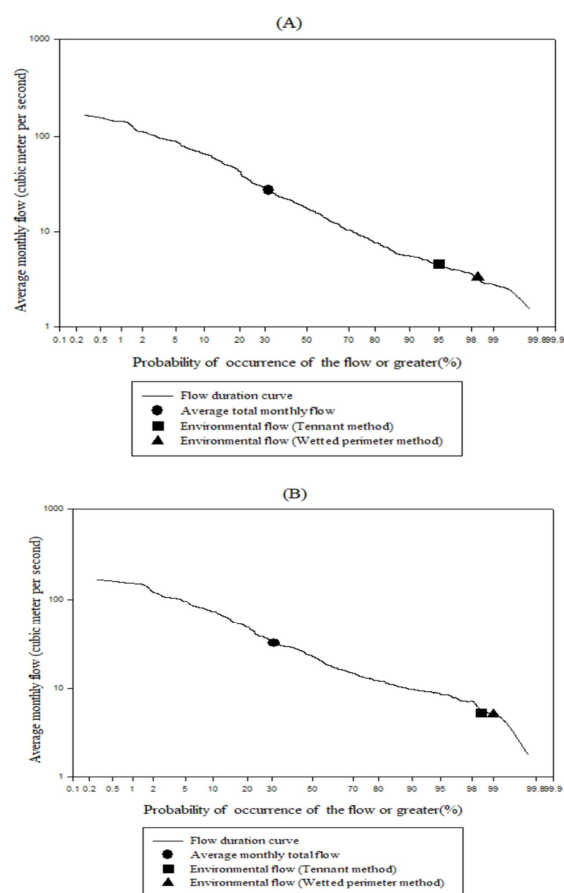 (A)
Average monthly flow (cubic meter per second)
1000
100
10
1
0.1 0.2 0.5 1 2 5 10 20 30 50 70 80 90 95 98 99 99.899.9
Probability of occurrence of the flow or greater(%)
Flow duration curve
Average total monthly flow
Environmental flow (Tennant method)
Environmental flow (Wetted perimeter method)
(B)
Average monthly flow (cubic meter per second)
1000
100
10
1
0.1 0.2 0.5 1 2 5 10 20 30 50 70 80 90 95 98 99 99.899.9
Probability of occurrence of the flow or greater(%)
Flow duration curve
Average monthly total flow
Environmental flow (Tennant method)
Environmental flow (Wetted perimeter method)